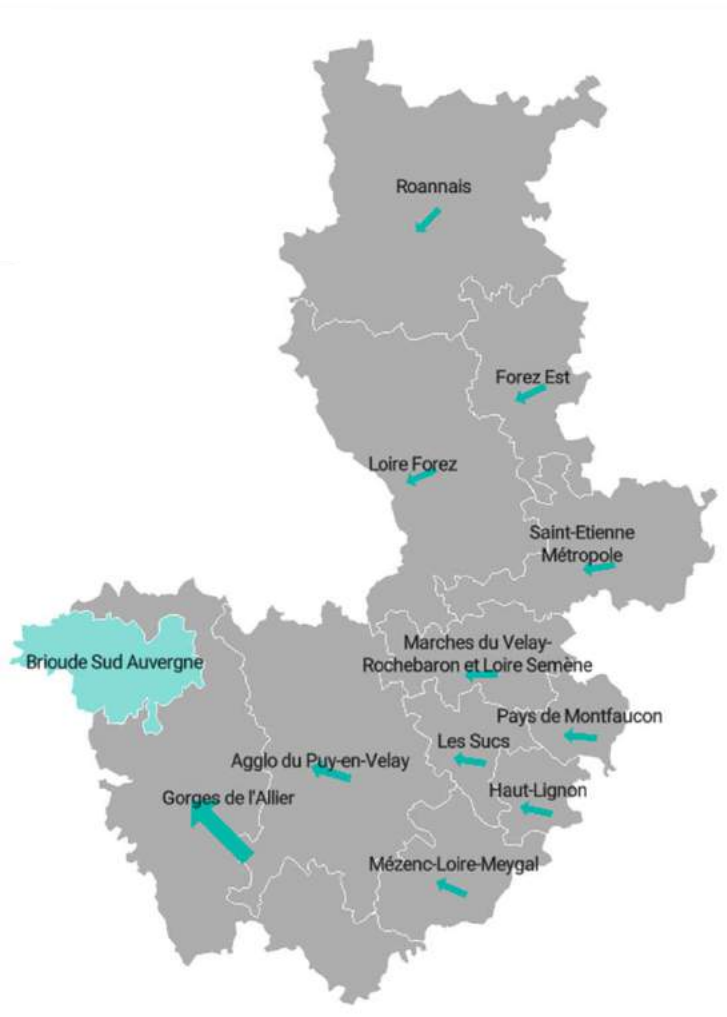 Roannais
Forez Est
Loire Forez
Saint-Etienne
Métropole
Marches du Velay-
Rochebaron et Loire Semène
Brioude Sud Auvergne
Pays de Montfaucon
Les Sucs
Agglo du Puy-en-Velay
Haut-Lignon
Gorges de l'Allier
Mézenc-Loire-Meygal